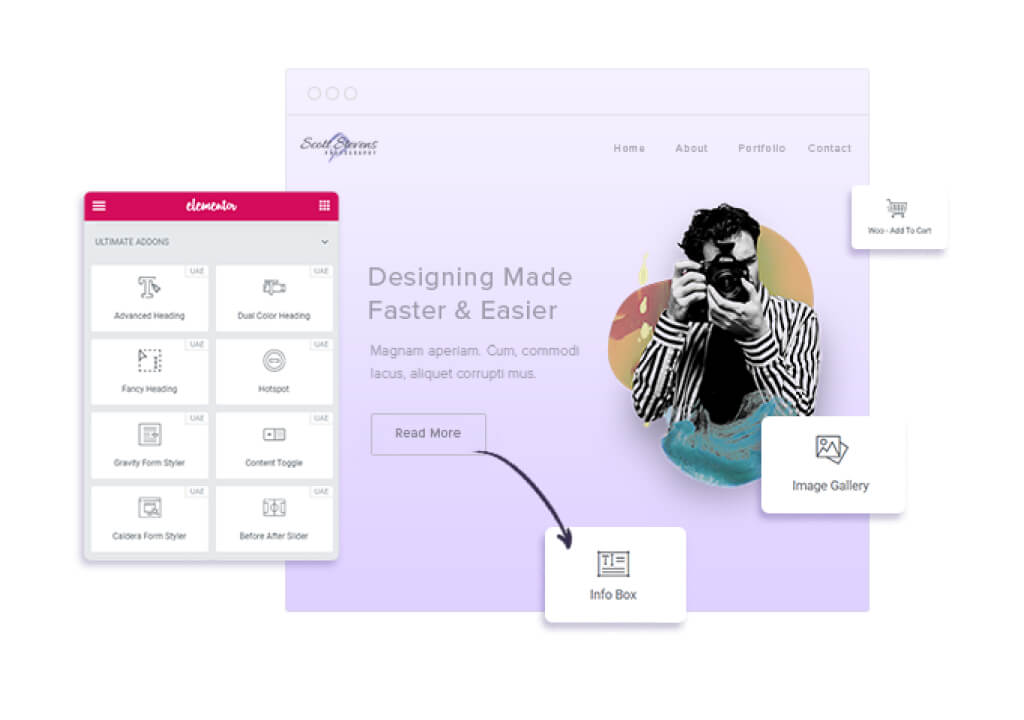 Scott Stevens
PHOTOGRAPHY
Home
About
Portfolio
Contact
elementor
ULTIMATE ADDONS
UAE
Advanced Heading
UAE
Dual Color Heading
UAE
Fancy Heading
UAE
Hotspot
UAE
Gravity Form Styler
UAE
Content Toggle
UAE
Caldera Form Styler
UAE
Before After Slider
Designing Made
Faster & Easier
Magnam aperiam. Cum, commodi
lacus, aliquet corrupti mus.
Read More
Woo - Add To Cart
Image Gallery
Info Box